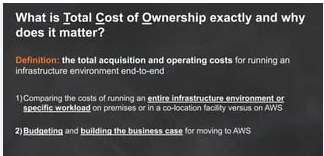 What is Total Cost of Ownership exactly and why
does it matter?
Definition: the total acquisition and operating costs for running an
infrastructure environment end-to-end
1)Comparing the costs of running an entire infrastructure environment or
specific workload on premises or in a co-location facility versus on AWS
2)Budgeting and building the business case for moving to AWS